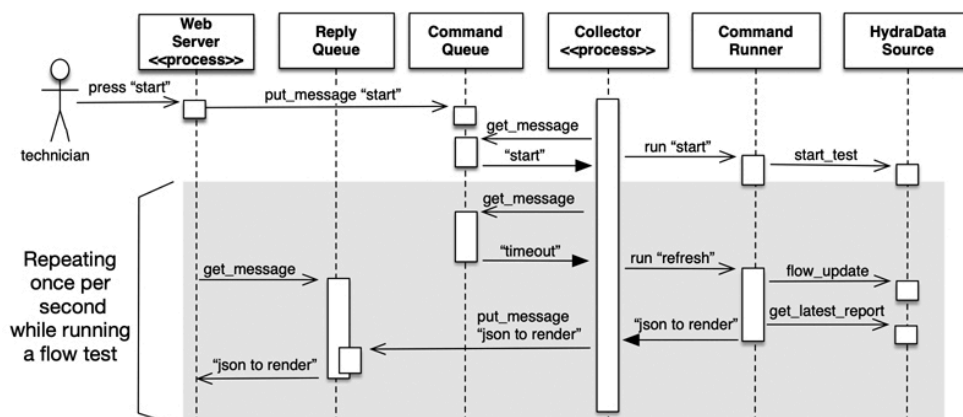 Web
Server
<<process>>
Reply
Queue
Command
Queue
Collector
<<process>>
Command
Runner
HydraData
Source
technician
press “start”
put_message “start”
get_message
“start”
run “start”
start_test
Repeating
once per
second
while running
a flow test
get_message
“timeout”
get_message
run “refresh”
flow_update
get_latest_report
“json to render”
put_message
“json to render”
“json to render”